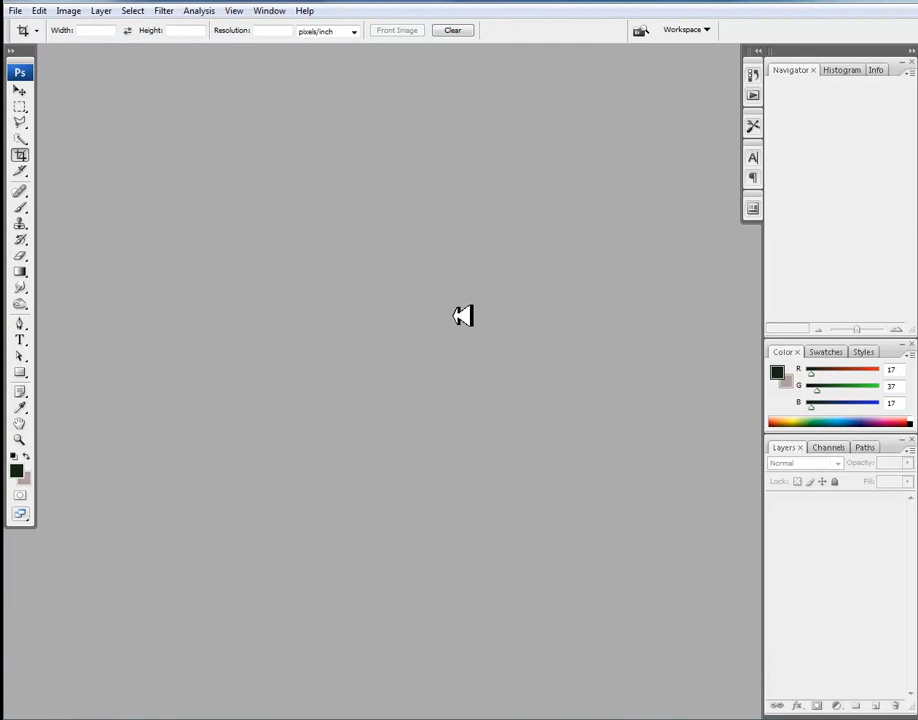 File Edit Image Layer Select Filter Analysis View Window Help
Width: Height: Resolution: pixels/inch Front Image Clear Workspace
Ps
Navigator Histogram Info
A
T
Color Swatches Styles
R 17
G 37
B 17
Layers Channels Paths
Normal Opacity:
Lock: Fill:
fx